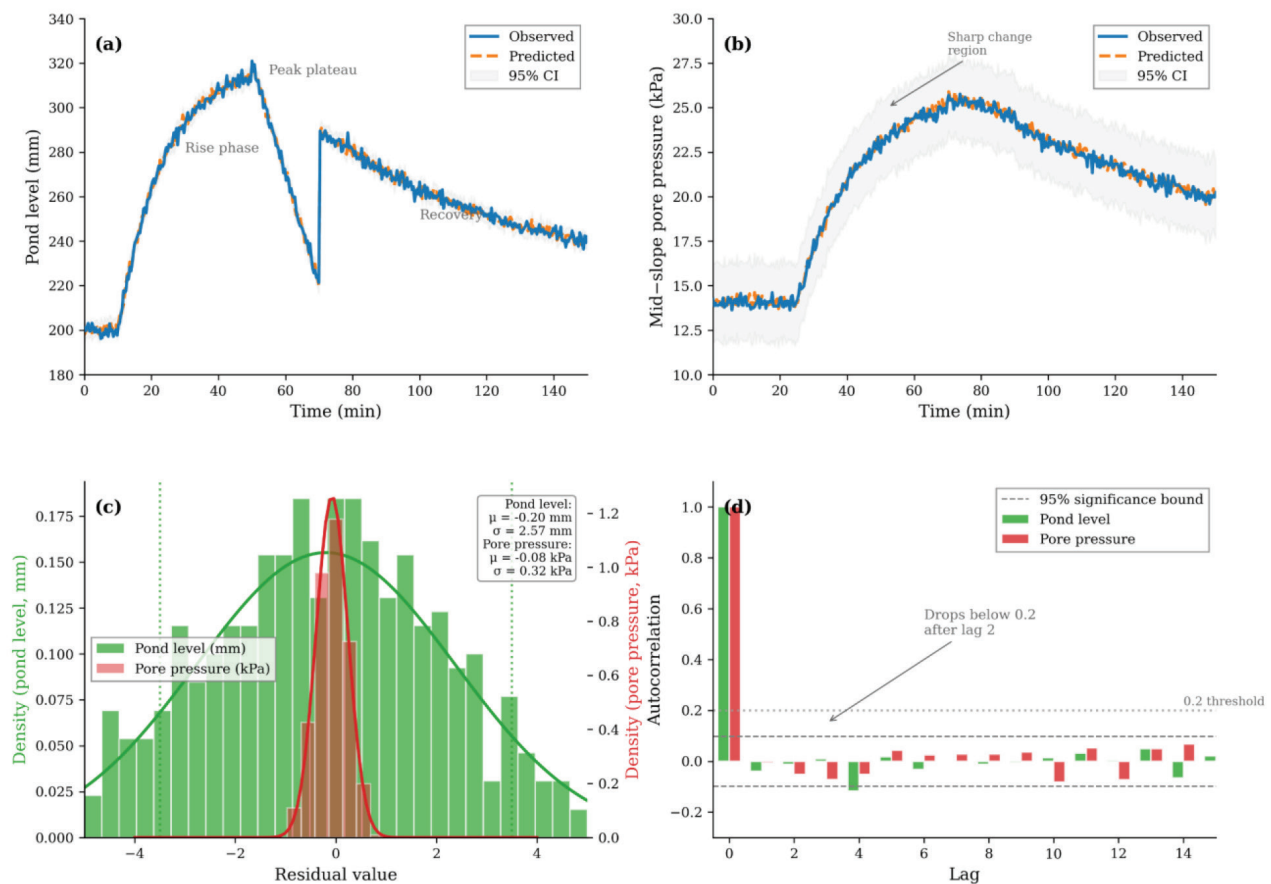 (a)
Observed
Predicted
95% CI
Peak plateau
Rise phase
Recovery
Pond level (mm)
340
320
300
280
260
240
220
200
180
0
20
40
60
80
100
120
140
Time (min)
(b)
Sharp change
region
Observed
Predicted
95% CI
Mid−slope pore pressure (kPa)
30.0
27.5
25.0
22.5
20.0
17.5
15.0
12.5
10.0
0
20
40
60
80
100
120
140
Time (min)
(c)
Pond level:
μ = -0.20 mm
σ = 2.57 mm
Pore pressure:
μ = -0.08 kPa
σ = 0.32 kPa
Pond level (mm)
Pore pressure (kPa)
Density (pond level, mm)
0.175
0.150
0.125
0.100
0.075
0.050
0.025
0.000
−4
−2
0
2
4
Residual value
1.2
1.0
0.8
0.6
0.4
0.2
0.0
Density (pore pressure, kPa)
(d)
95% significance bound
Pond level
Pore pressure
Drops below 0.2
after lag 2
0.2 threshold
Autocorrelation
1.0
0.8
0.6
0.4
0.2
0.0
−0.2
0
2
4
6
8
10
12
14
Lag